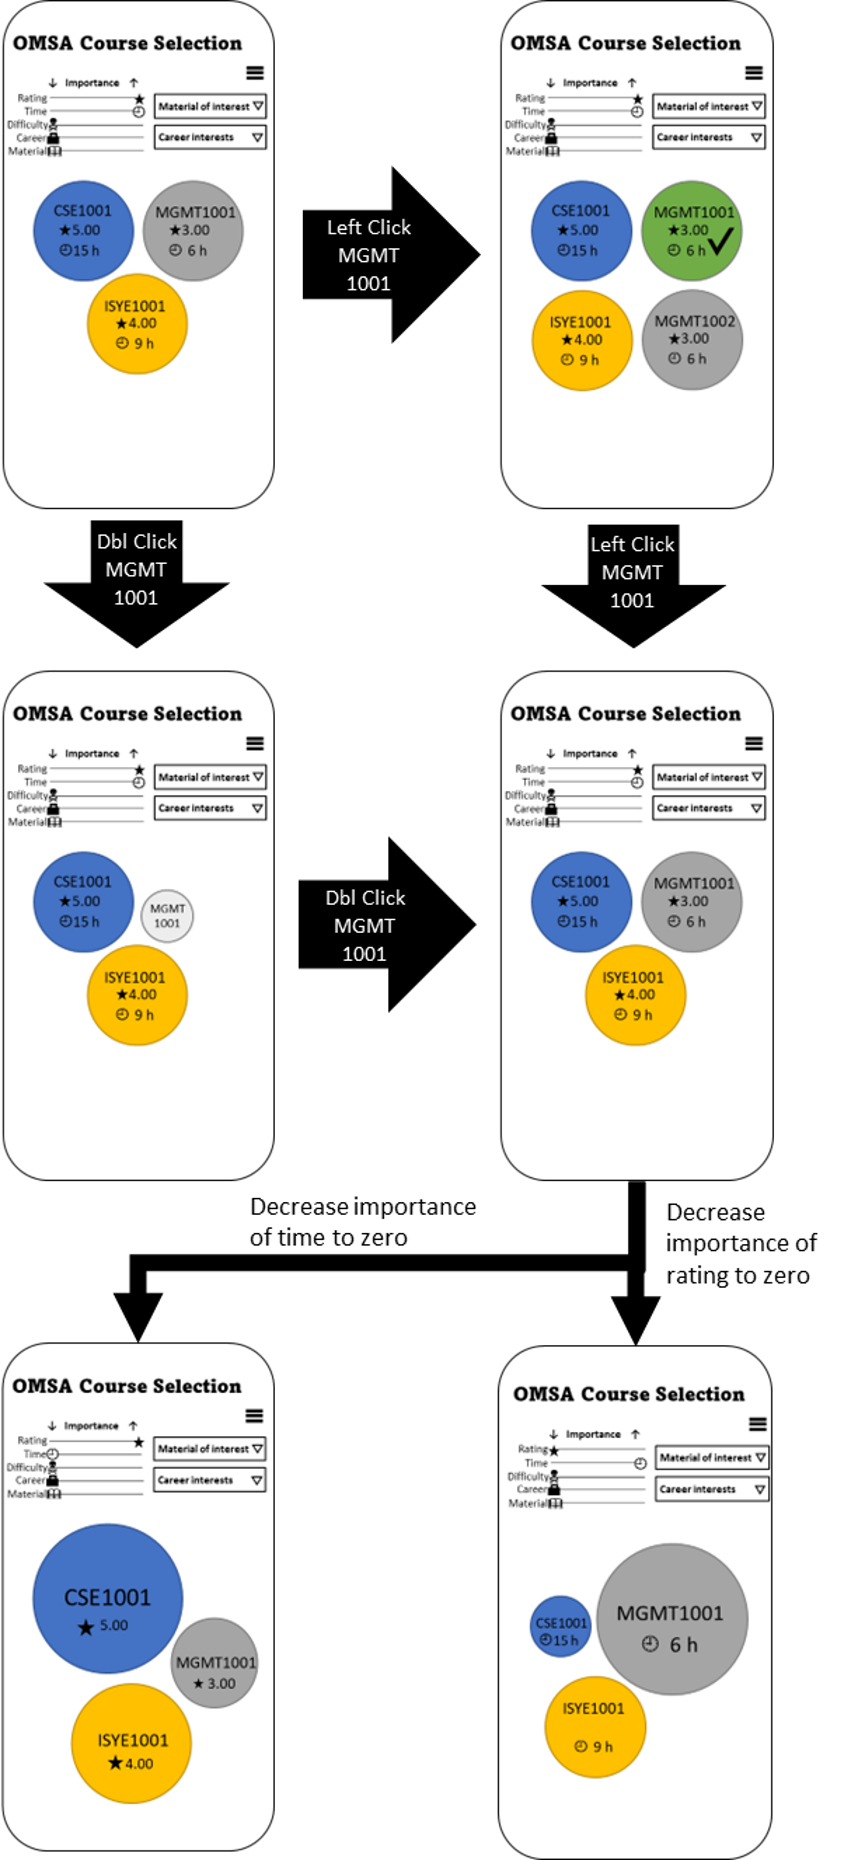 OMSA Course Selection
↓ Importance ↑
Rating
Time
Difficulty
Career
Material
Material of interest
Career interests
CSE1001
★5.00
15 h
MGMT1001
★3.00
6 h
ISYE1001
★4.00
9 h
Left Click
MGMT
1001
OMSA Course Selection
↓ Importance ↑
Rating
Time
Difficulty
Career
Material
Material of interest
Career interests
CSE1001
★5.00
15 h
MGMT1001
★3.00
6 h
ISYE1001
★4.00
9 h
MGMT1002
★3.00
6 h
Dbl Click
MGMT
1001
Left Click
MGMT
1001
OMSA Course Selection
↓ Importance ↑
Rating
Time
Difficulty
Career
Material
Material of interest
Career interests
CSE1001
★5.00
15 h
MGMT
1001
ISYE1001
★4.00
9 h
Dbl Click
MGMT
1001
OMSA Course Selection
↓ Importance ↑
Rating
Time
Difficulty
Career
Material
Material of interest
Career interests
CSE1001
★5.00
15 h
MGMT1001
★3.00
6 h
ISYE1001
★4.00
9 h
Decrease importance
of time to zero
Decrease
importance of
rating to zero
OMSA Course Selection
↓ Importance ↑
Rating
Time
Difficulty
Career
Material
Material of interest
Career interests
CSE1001
★ 5.00
MGMT1001
★ 3.00
ISYE1001
★4.00
OMSA Course Selection
↓ Importance ↑
Rating
Time
Difficulty
Career
Material
Material of interest
Career interests
CSE1001
15 h
MGMT1001
6 h
ISYE1001
9 h